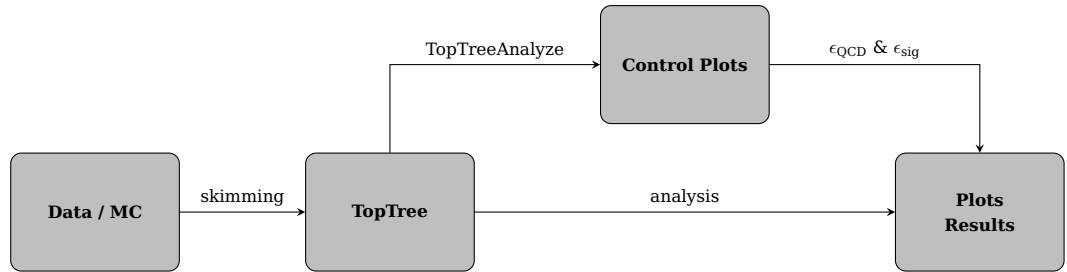 TopTreeAnalyze
Control Plots
ϵQCD & ϵsig
Data / MC
skimming
TopTree
analysis
Plots
Results